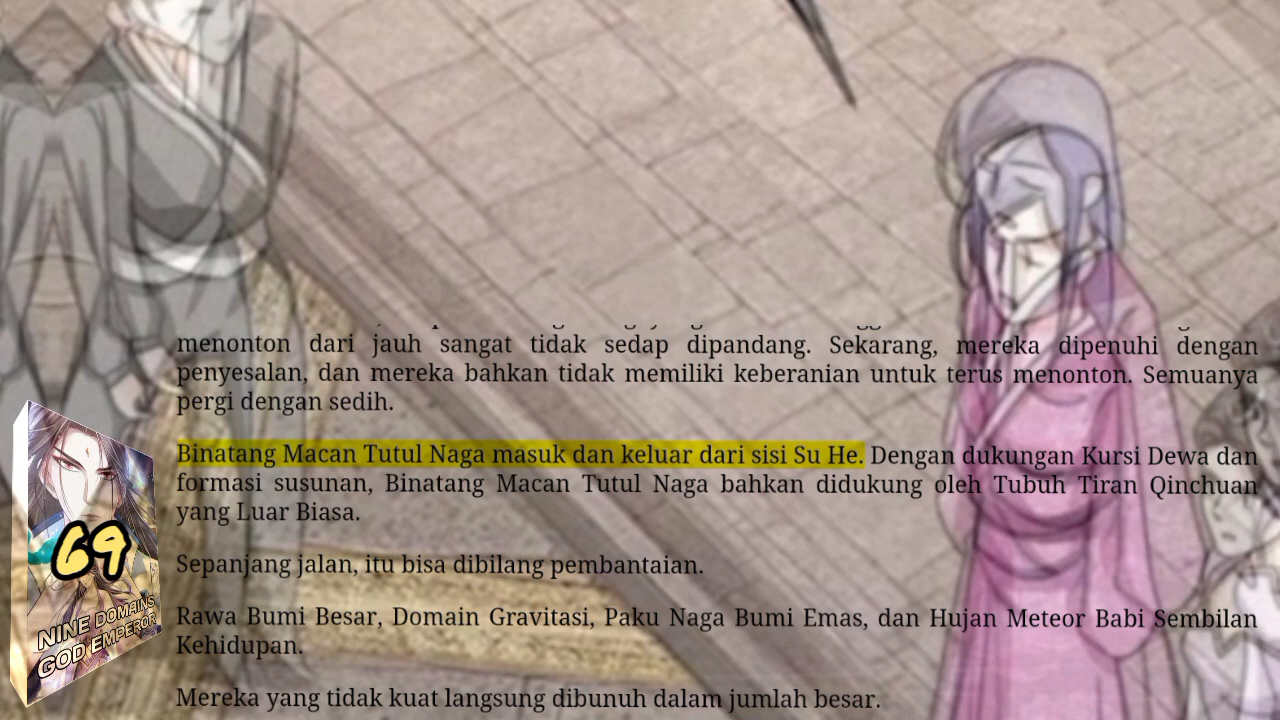 menonton dari jauh sangat tidak sedap dipandang. Sekarang, mereka dipenuhi dengan
penyesalan, dan mereka bahkan tidak memiliki keberanian untuk terus menonton. Semuanya
pergi dengan sedih.
Binatang Macan Tutul Naga masuk dan keluar dari sisi Su He. Dengan dukungan Kursi Dewa dan
formasi susunan, Binatang Macan Tutul Naga bahkan didukung oleh Tubuh Tiran Qinchuan
yang Luar Biasa.
Sepanjang jalan, itu bisa dibilang pembantaian.
Rawa Bumi Besar, Domain Gravitasi, Paku Naga Bumi Emas, dan Hujan Meteor Babi Sembilan
Kehidupan.
Mereka yang tidak kuat langsung dibunuh dalam jumlah besar.
69
NINE DOMAINS
GOD EMPEROR